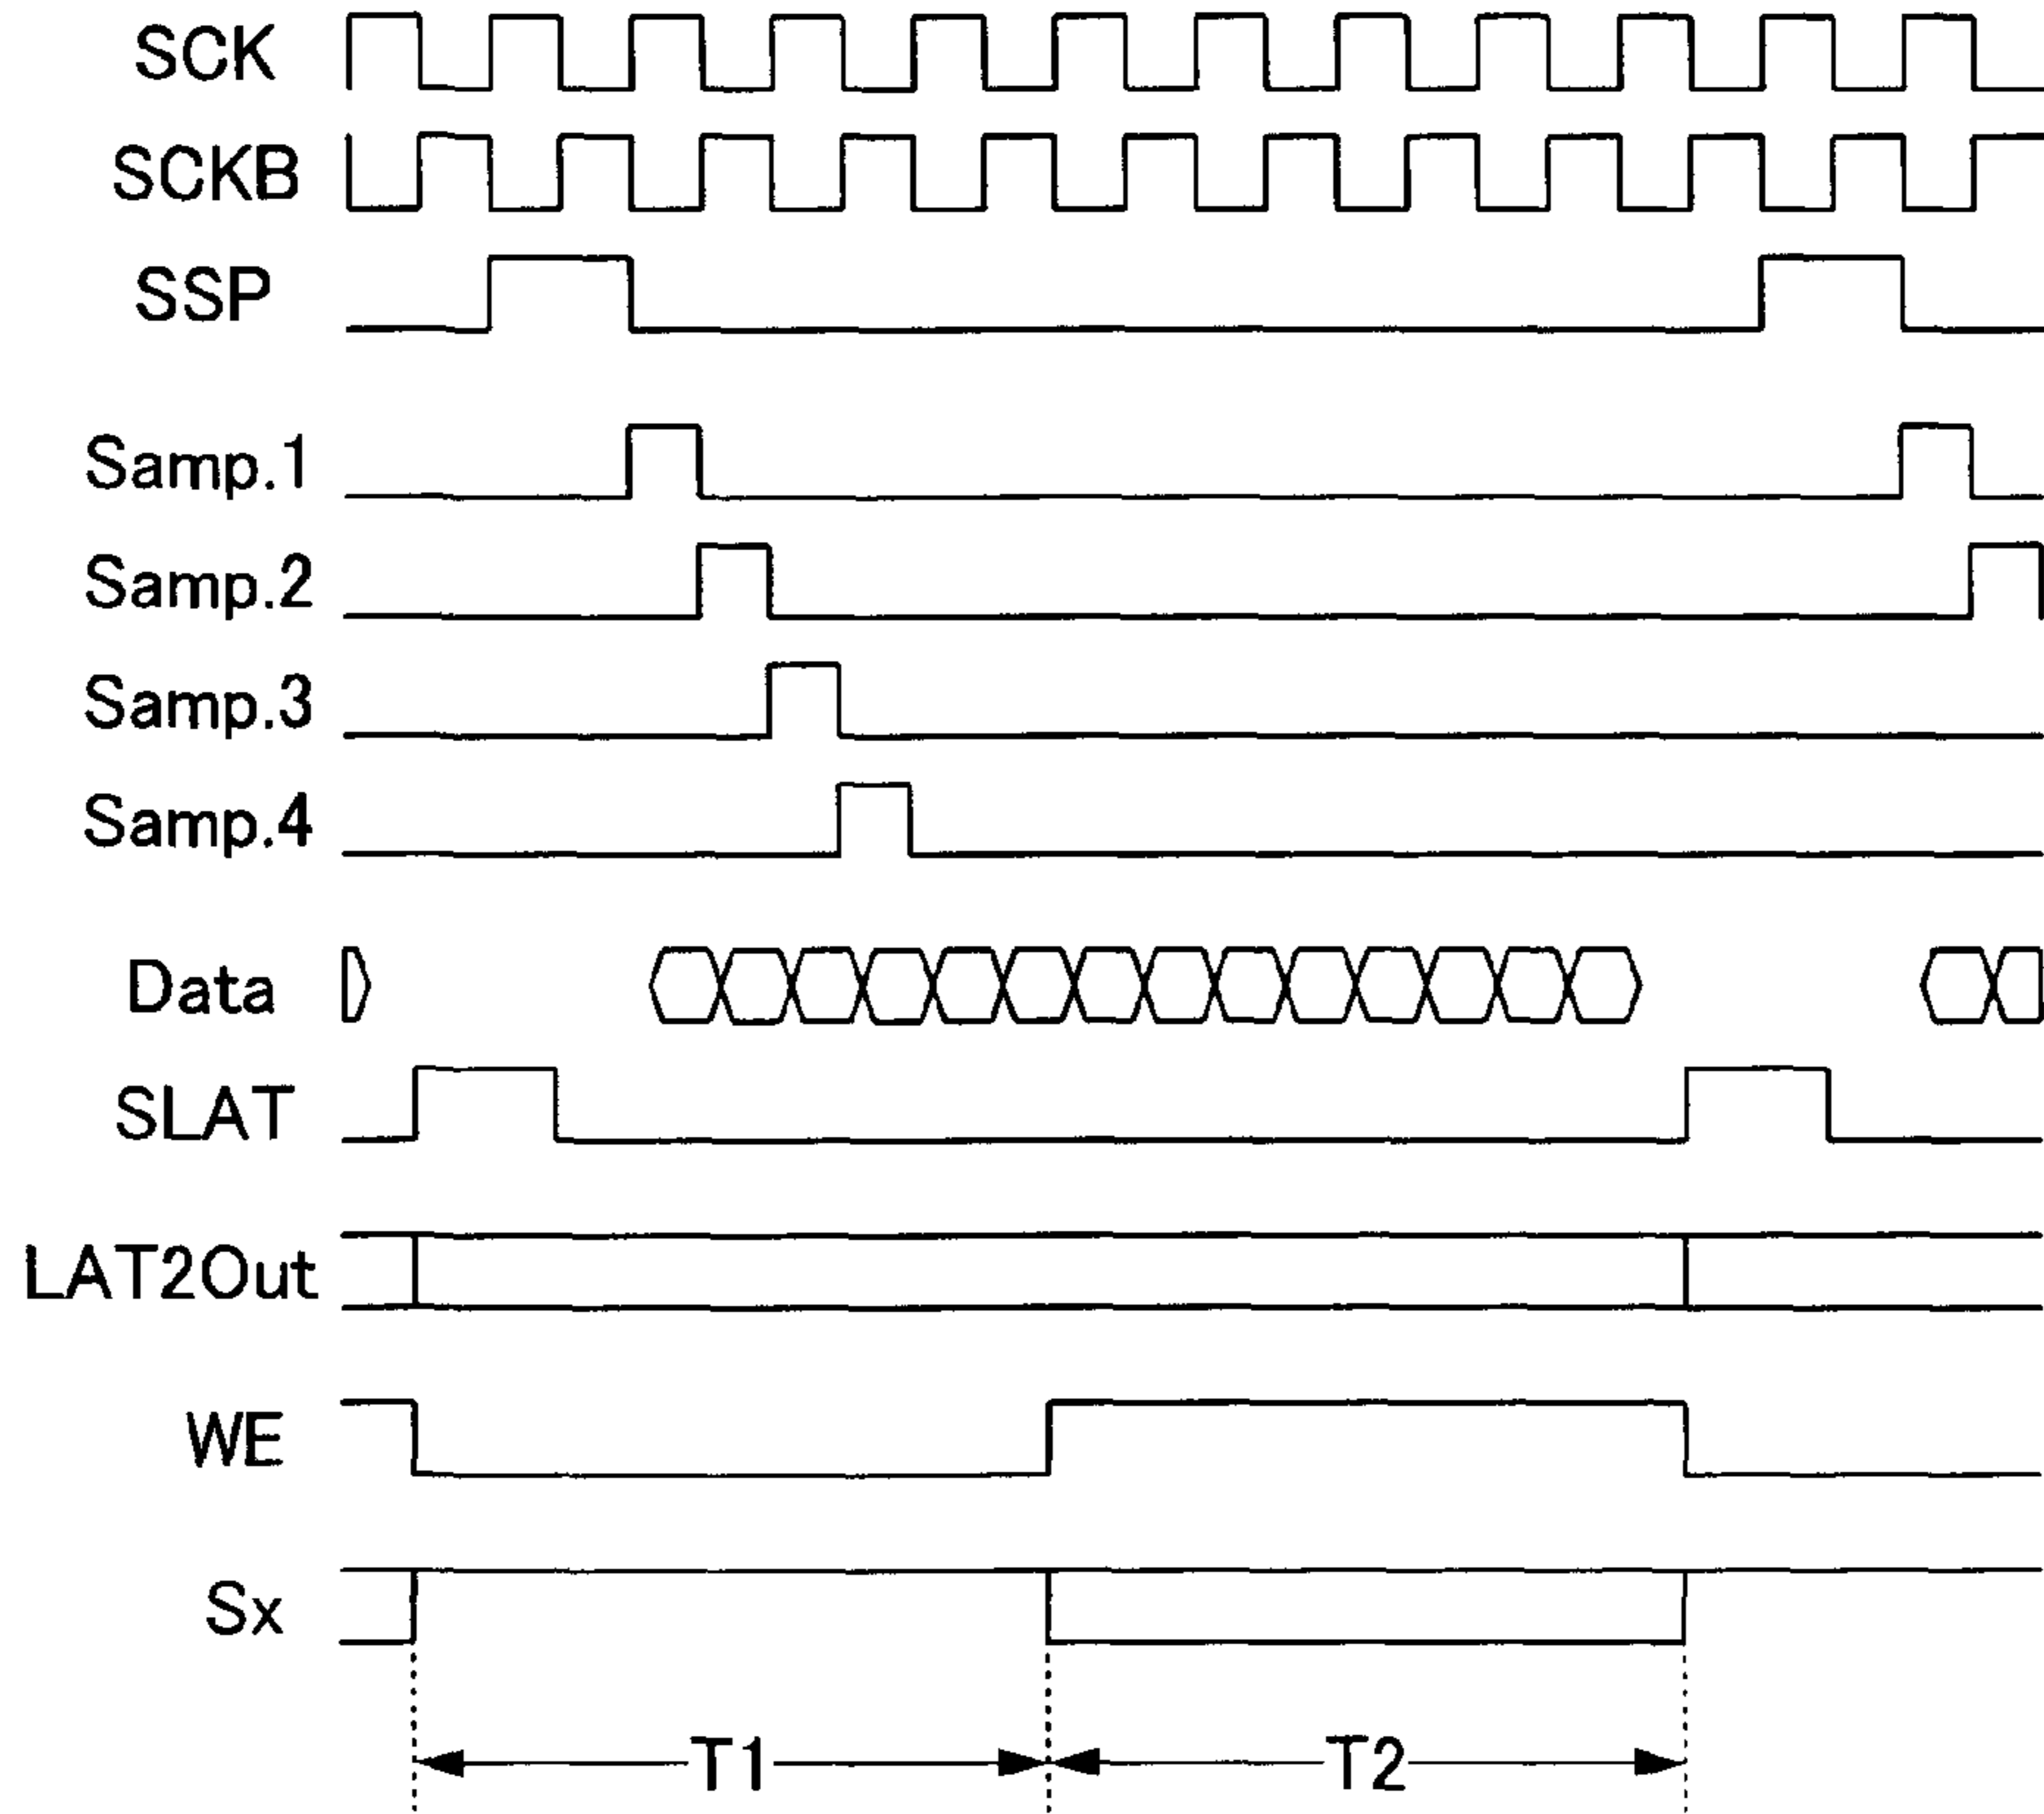 SCK
SCKB
SSP
Samp.1
Samp.2
Samp.3
Samp.4
Data
SLAT
LAT2Out
WE
Sx
T1 T2